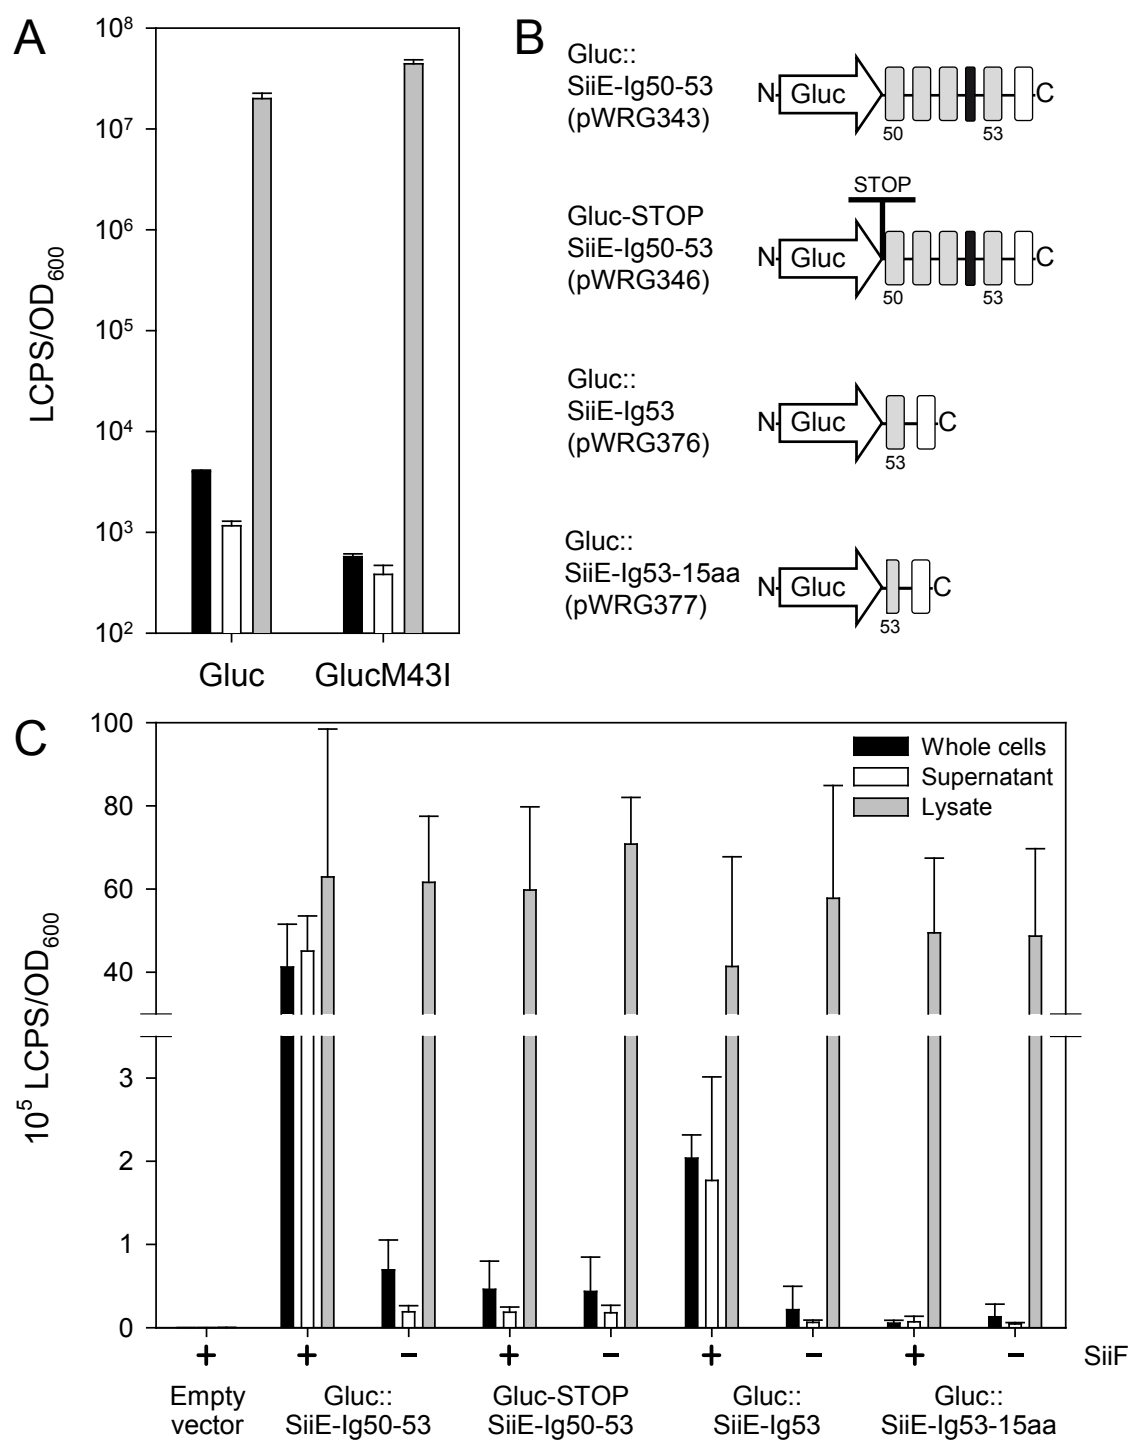 A
10⁸
10⁷
10⁶
10⁵
10⁴
10³
10²
LCPS/OD₆₀₀
Gluc
GlucM43I
B
Gluc::
SiiE-Ig50-53
(pWRG343)
N Gluc C
50 53
STOP
Gluc-STOP
SiiE-Ig50-53
(pWRG346)
N Gluc C
50 53
Gluc::
SiiE-Ig53
(pWRG376)
N Gluc C
53
Gluc::
SiiE-Ig53-15aa
(pWRG377)
N Gluc C
53
C
100
80
60
40
3
2
1
0
10⁵ LCPS/OD₆₀₀
Whole cells
Supernatant
Lysate
+ + − + − + − + − SiiF
Empty
vector
Gluc::
SiiE-Ig50-53
Gluc-STOP
SiiE-Ig50-53
Gluc::
SiiE-Ig53
Gluc::
SiiE-Ig53-15aa